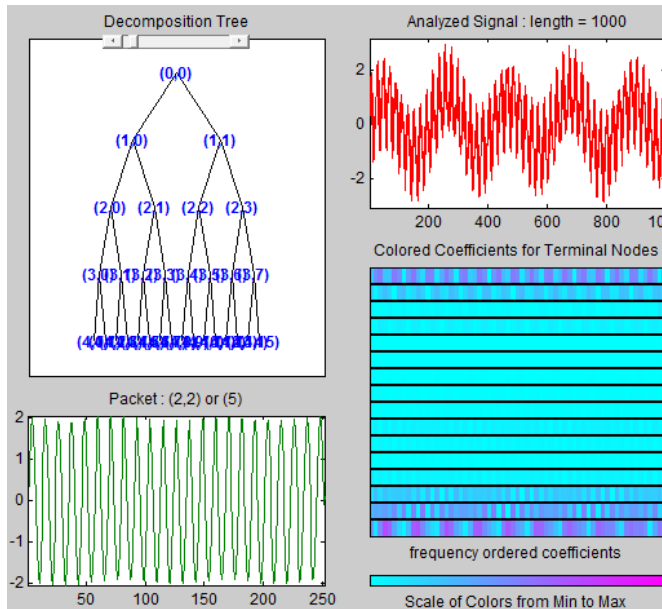 Decomposition Tree
(0,0)
(1,0) (1,1)
(2,0) (2,1) (2,2) (2,3)
Packet : (2,2) or (5)
2
1
0
-1
-2
50 100 150 200 250
Analyzed Signal : length = 1000
2
0
-2
200 400 600 800
Colored Coefficients for Terminal Nodes
frequency ordered coefficients
Scale of Colors from Min to Max